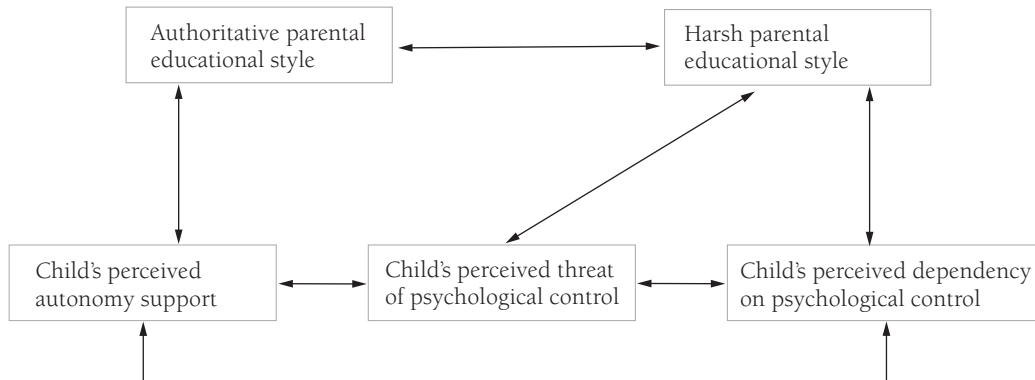 Authoritative parental
educational style
Harsh parental
educational style
Child's perceived
autonomy support
Child's perceived threat
of psychological control
Child's perceived dependency
on psychological control